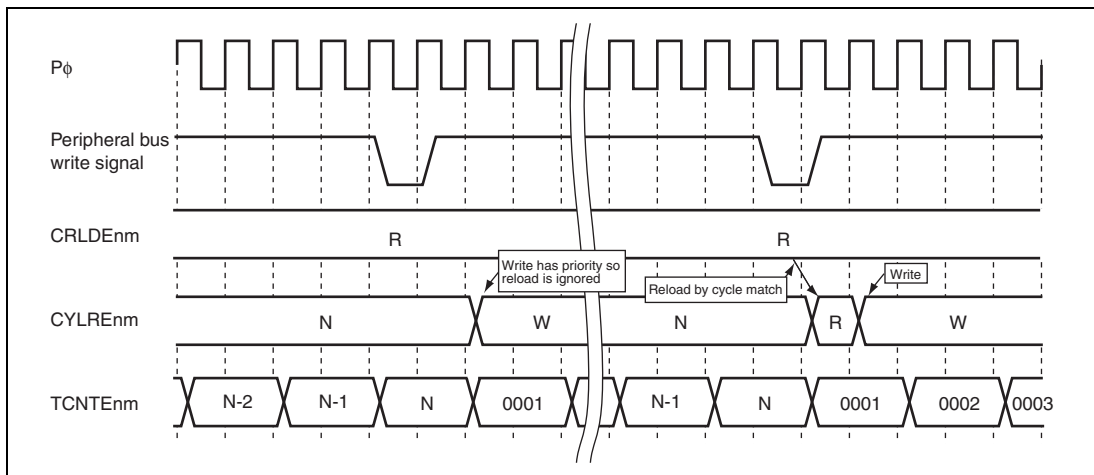 Pφ
Peripheral bus
write signal
CRLDEnm
R
R
Write has priority so
reload is ignored
Reload by cycle match
Write
CYLREnm
N
W
N
R
W
TCNTEnm
N-2
N-1
N
0001
N-1
N
0001
0002
0003